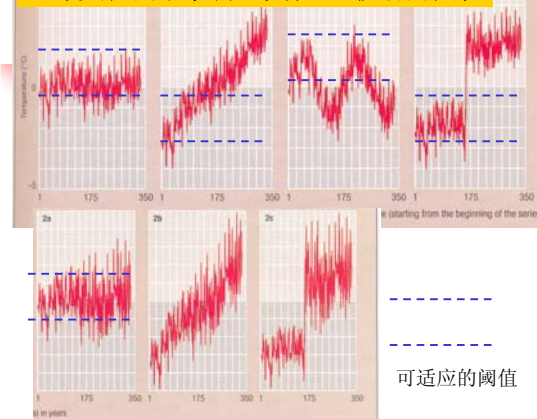 Temperature (°C)
0
-5
1 175 350 1 175 350 1 175 350 1 175 350
e (starting from the beginning of the serie
2a 2b 2c
1 175 350 1 175 350 1 175 350
s) in years
可适应的阈值